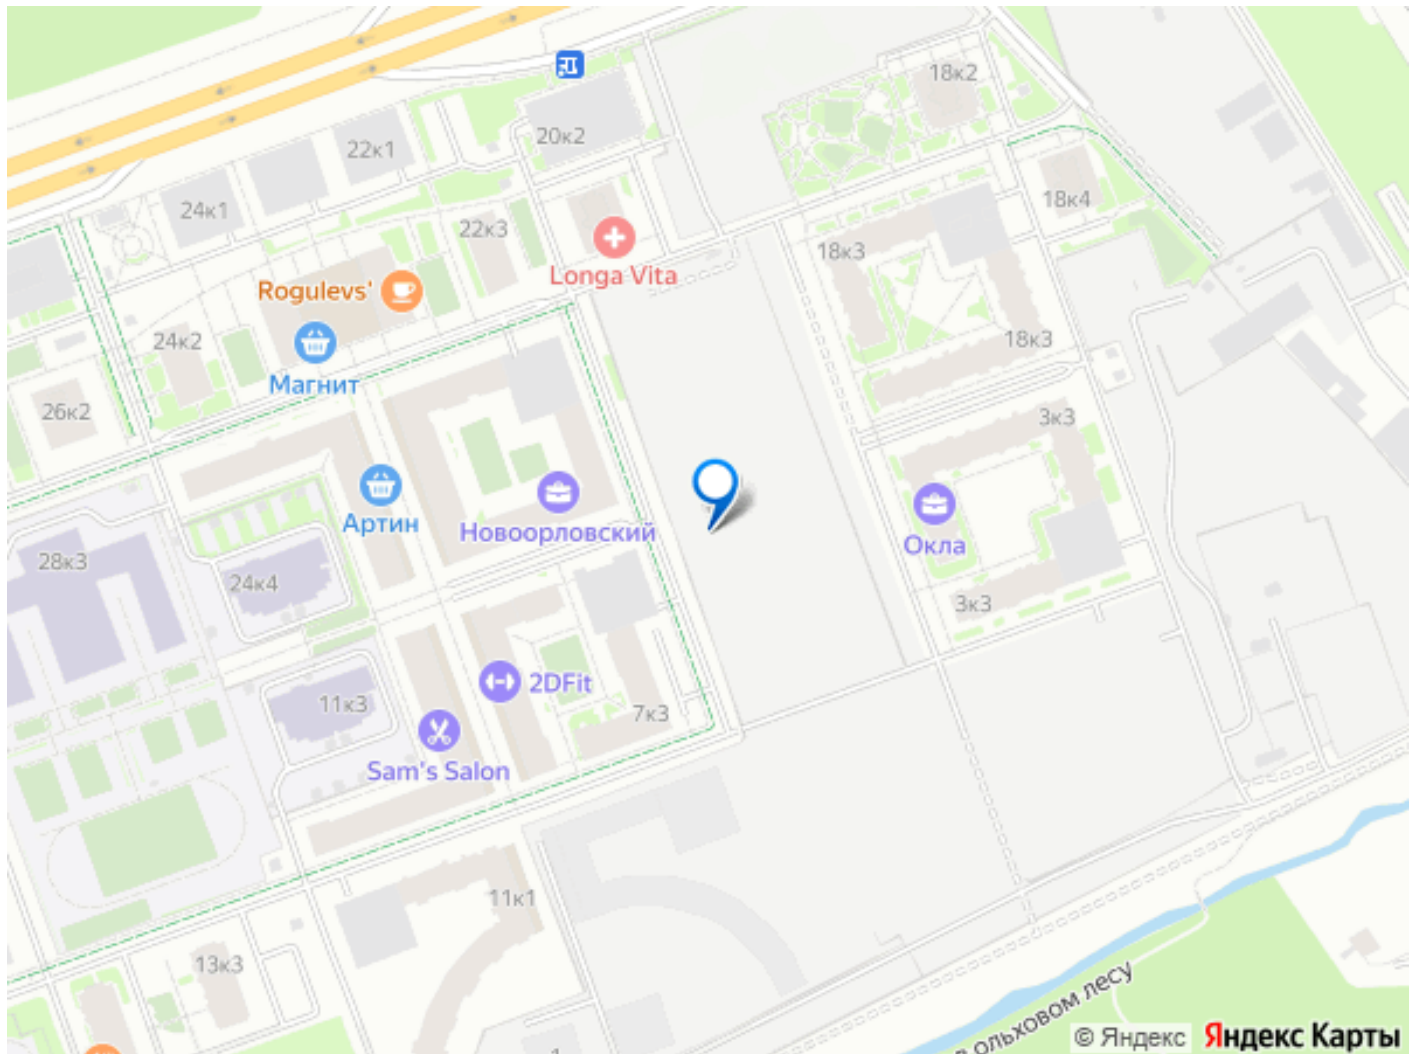 18к2
20к2
22к1
18к4
24к1
22к3
18к3
Longa Vita
Rogulevs'
24к2
18к3
Магнит
26к2
3к3
Артин
Новоорловский
Окла
28к3
24к4
3к3
2DFit
11к3
7к3
Sam's Salon
11к1
13к3
ольховом лесу
© Яндекс
Яндекс Карты